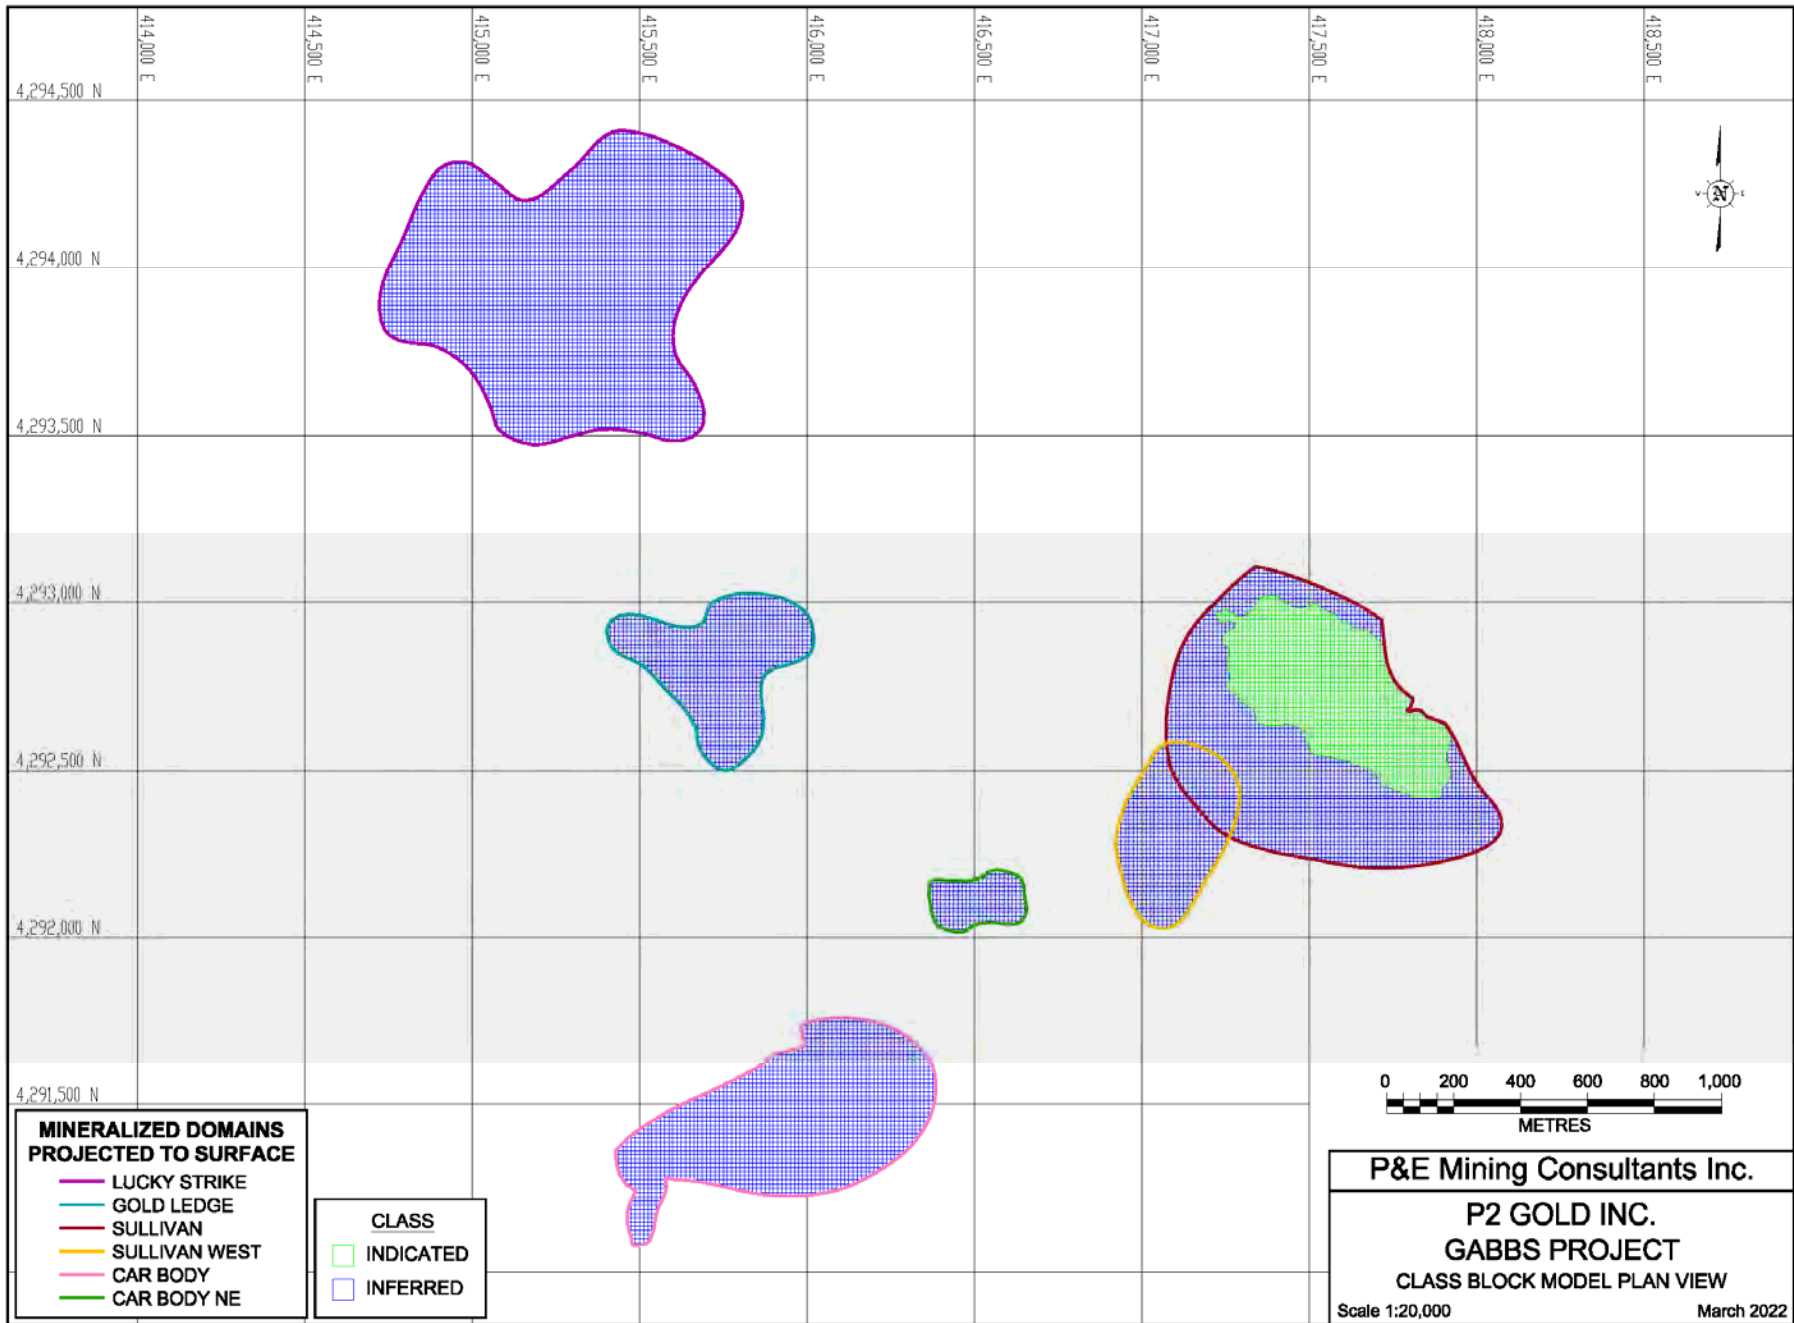 414,000 E
414,500 E
415,000 E
415,500 E
416,000 E
416,500 E
417,000 E
417,500 E
418,000 E
418,500 E
4,294,500 N
4,294,000 N
4,293,500 N
4,293,000 N
4,292,500 N
4,292,000 N
4,291,500 N
N
W
E
0 200 400 600 800 1,000
METRES
MINERALIZED DOMAINS
PROJECTED TO SURFACE
LUCKY STRIKE
GOLD LEDGE
SULLIVAN
SULLIVAN WEST
CAR BODY
CAR BODY NE
CLASS
INDICATED
INFERRED
P&E Mining Consultants Inc.
P2 GOLD INC.
GABBS PROJECT
CLASS BLOCK MODEL PLAN VIEW
Scale 1:20,000 March 2022